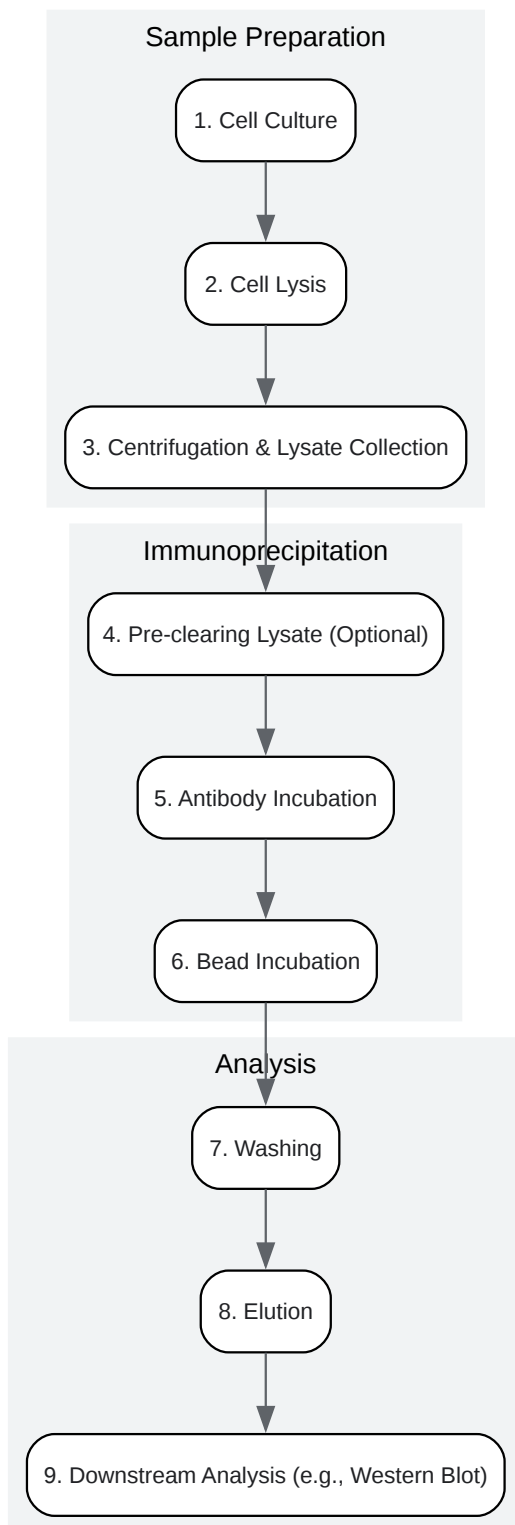 Sample Preparation
1. Cell Culture
2. Cell Lysis
3. Centrifugation & Lysate Collection
Immunoprecipitation
4. Pre-clearing Lysate (Optional)
5. Antibody Incubation
6. Bead Incubation
Analysis
7. Washing
8. Elution
9. Downstream Analysis (e.g., Western Blot)